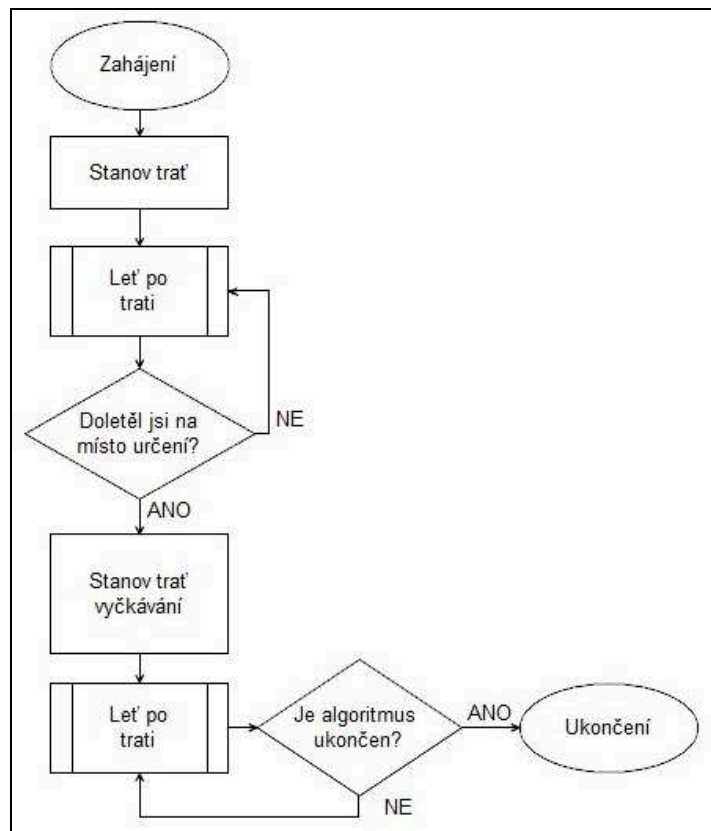 Zahájení
Stanov trať
Leť po
trati
Doletěl jsi na
místo určení?
NE
ANO
Stanov trať
vyčkávání
Leť po
trati
Je algoritmus
ukončen?
ANO
Ukončení
NE